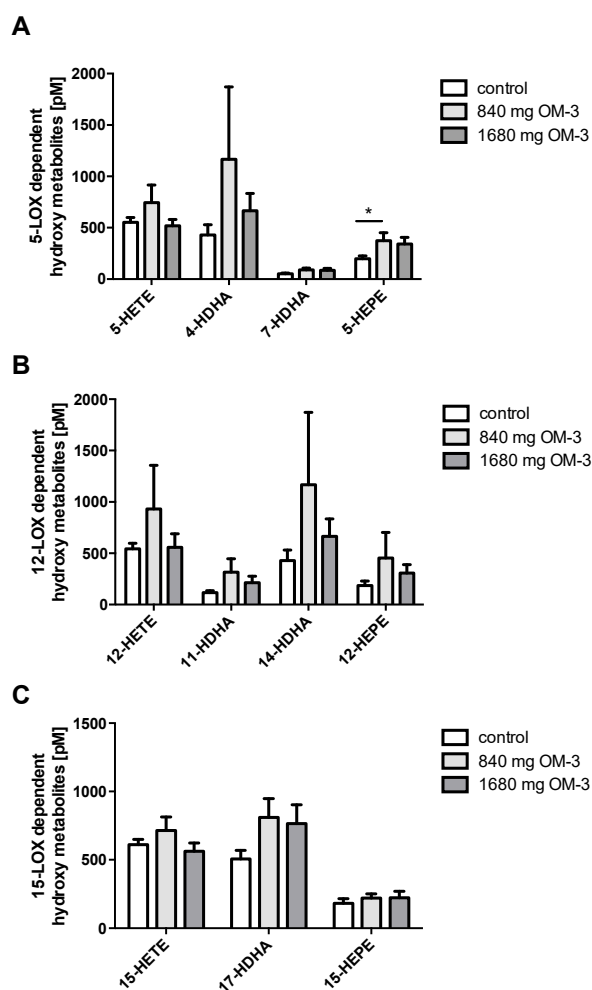 A
5-LOX dependent
hydroxy metabolites [pM]
2000
1500
1000
500
0
5-HETE
4-HDHA
7-HDHA
5-HEPE
*
control
840 mg OM-3
1680 mg OM-3
B
12-LOX dependent
hydroxy metabolites [pM]
2000
1500
1000
500
0
12-HETE
11-HDHA
14-HDHA
12-HEPE
control
840 mg OM-3
1680 mg OM-3
C
15-LOX dependent
hydroxy metabolites [pM]
1500
1000
500
0
15-HETE
17-HDHA
15-HEPE
control
840 mg OM-3
1680 mg OM-3